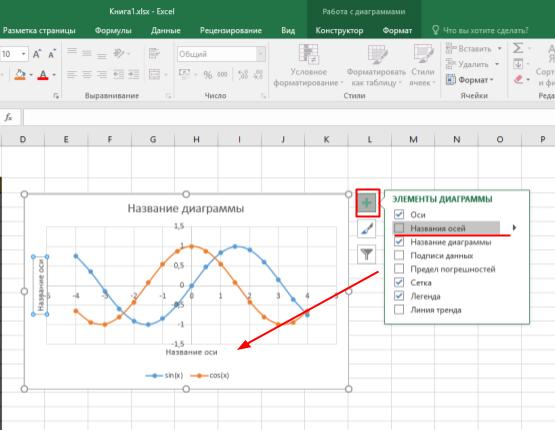 Книга1.xlsx - Excel
Работа с диаграммами
Разметка страницы Формулы Данные Рецензирование Вид Конструктор Формат Что вы хотите сделать?
10 A A Общий Вставить
Условное форматирование Форматировать как таблицу Стили ячеек Удалить
% 000 Формат
Выравнивание Число Стили Ячейки Реда
Сорт
и фи
fx
D E F G H I J K L M N O P
Название диаграммы
1,5
1
0,5
0
-5 -4 -3 -2 -1 0 1 2 3 4 5
-0,5
-1
-1,5
Название оси
Название оси
sin(x) cos(x)
ЭЛЕМЕНТЫ ДИАГРАММЫ
Оси
Названия осей
Название диаграммы
Подписи данных
Предел погрешностей
Сетка
Легенда
Линия тренда